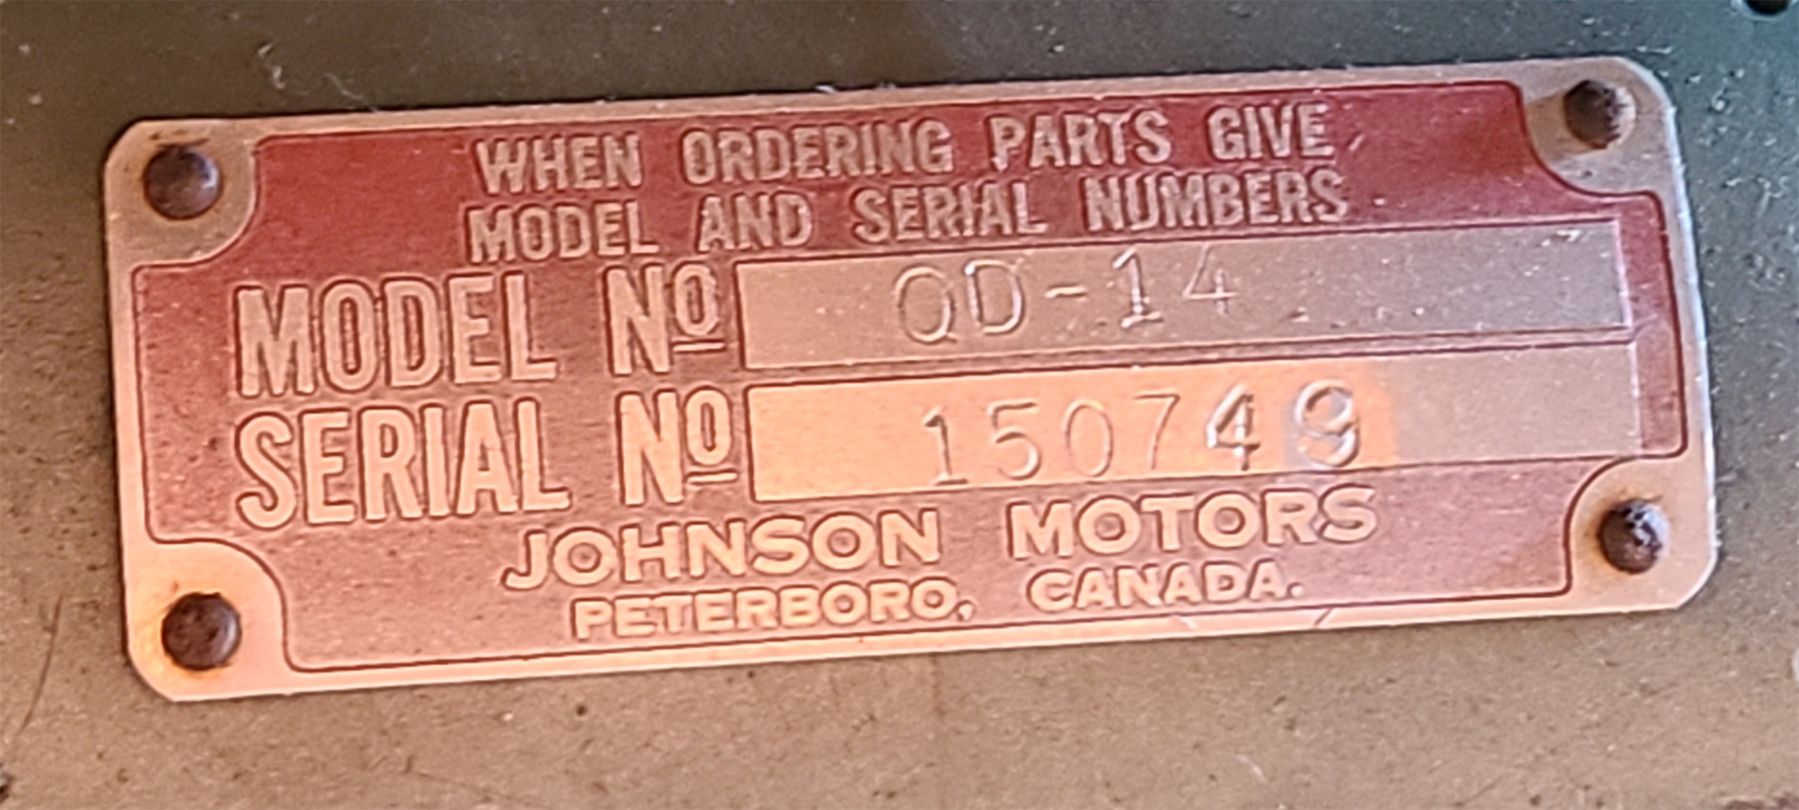 WHEN ORDERING PARTS GIVE
MODEL AND SERIAL NUMBERS
MODEL Nº QD-14
SERIAL Nº 150749
JOHNSON MOTORS
PETERBORO, CANADA.